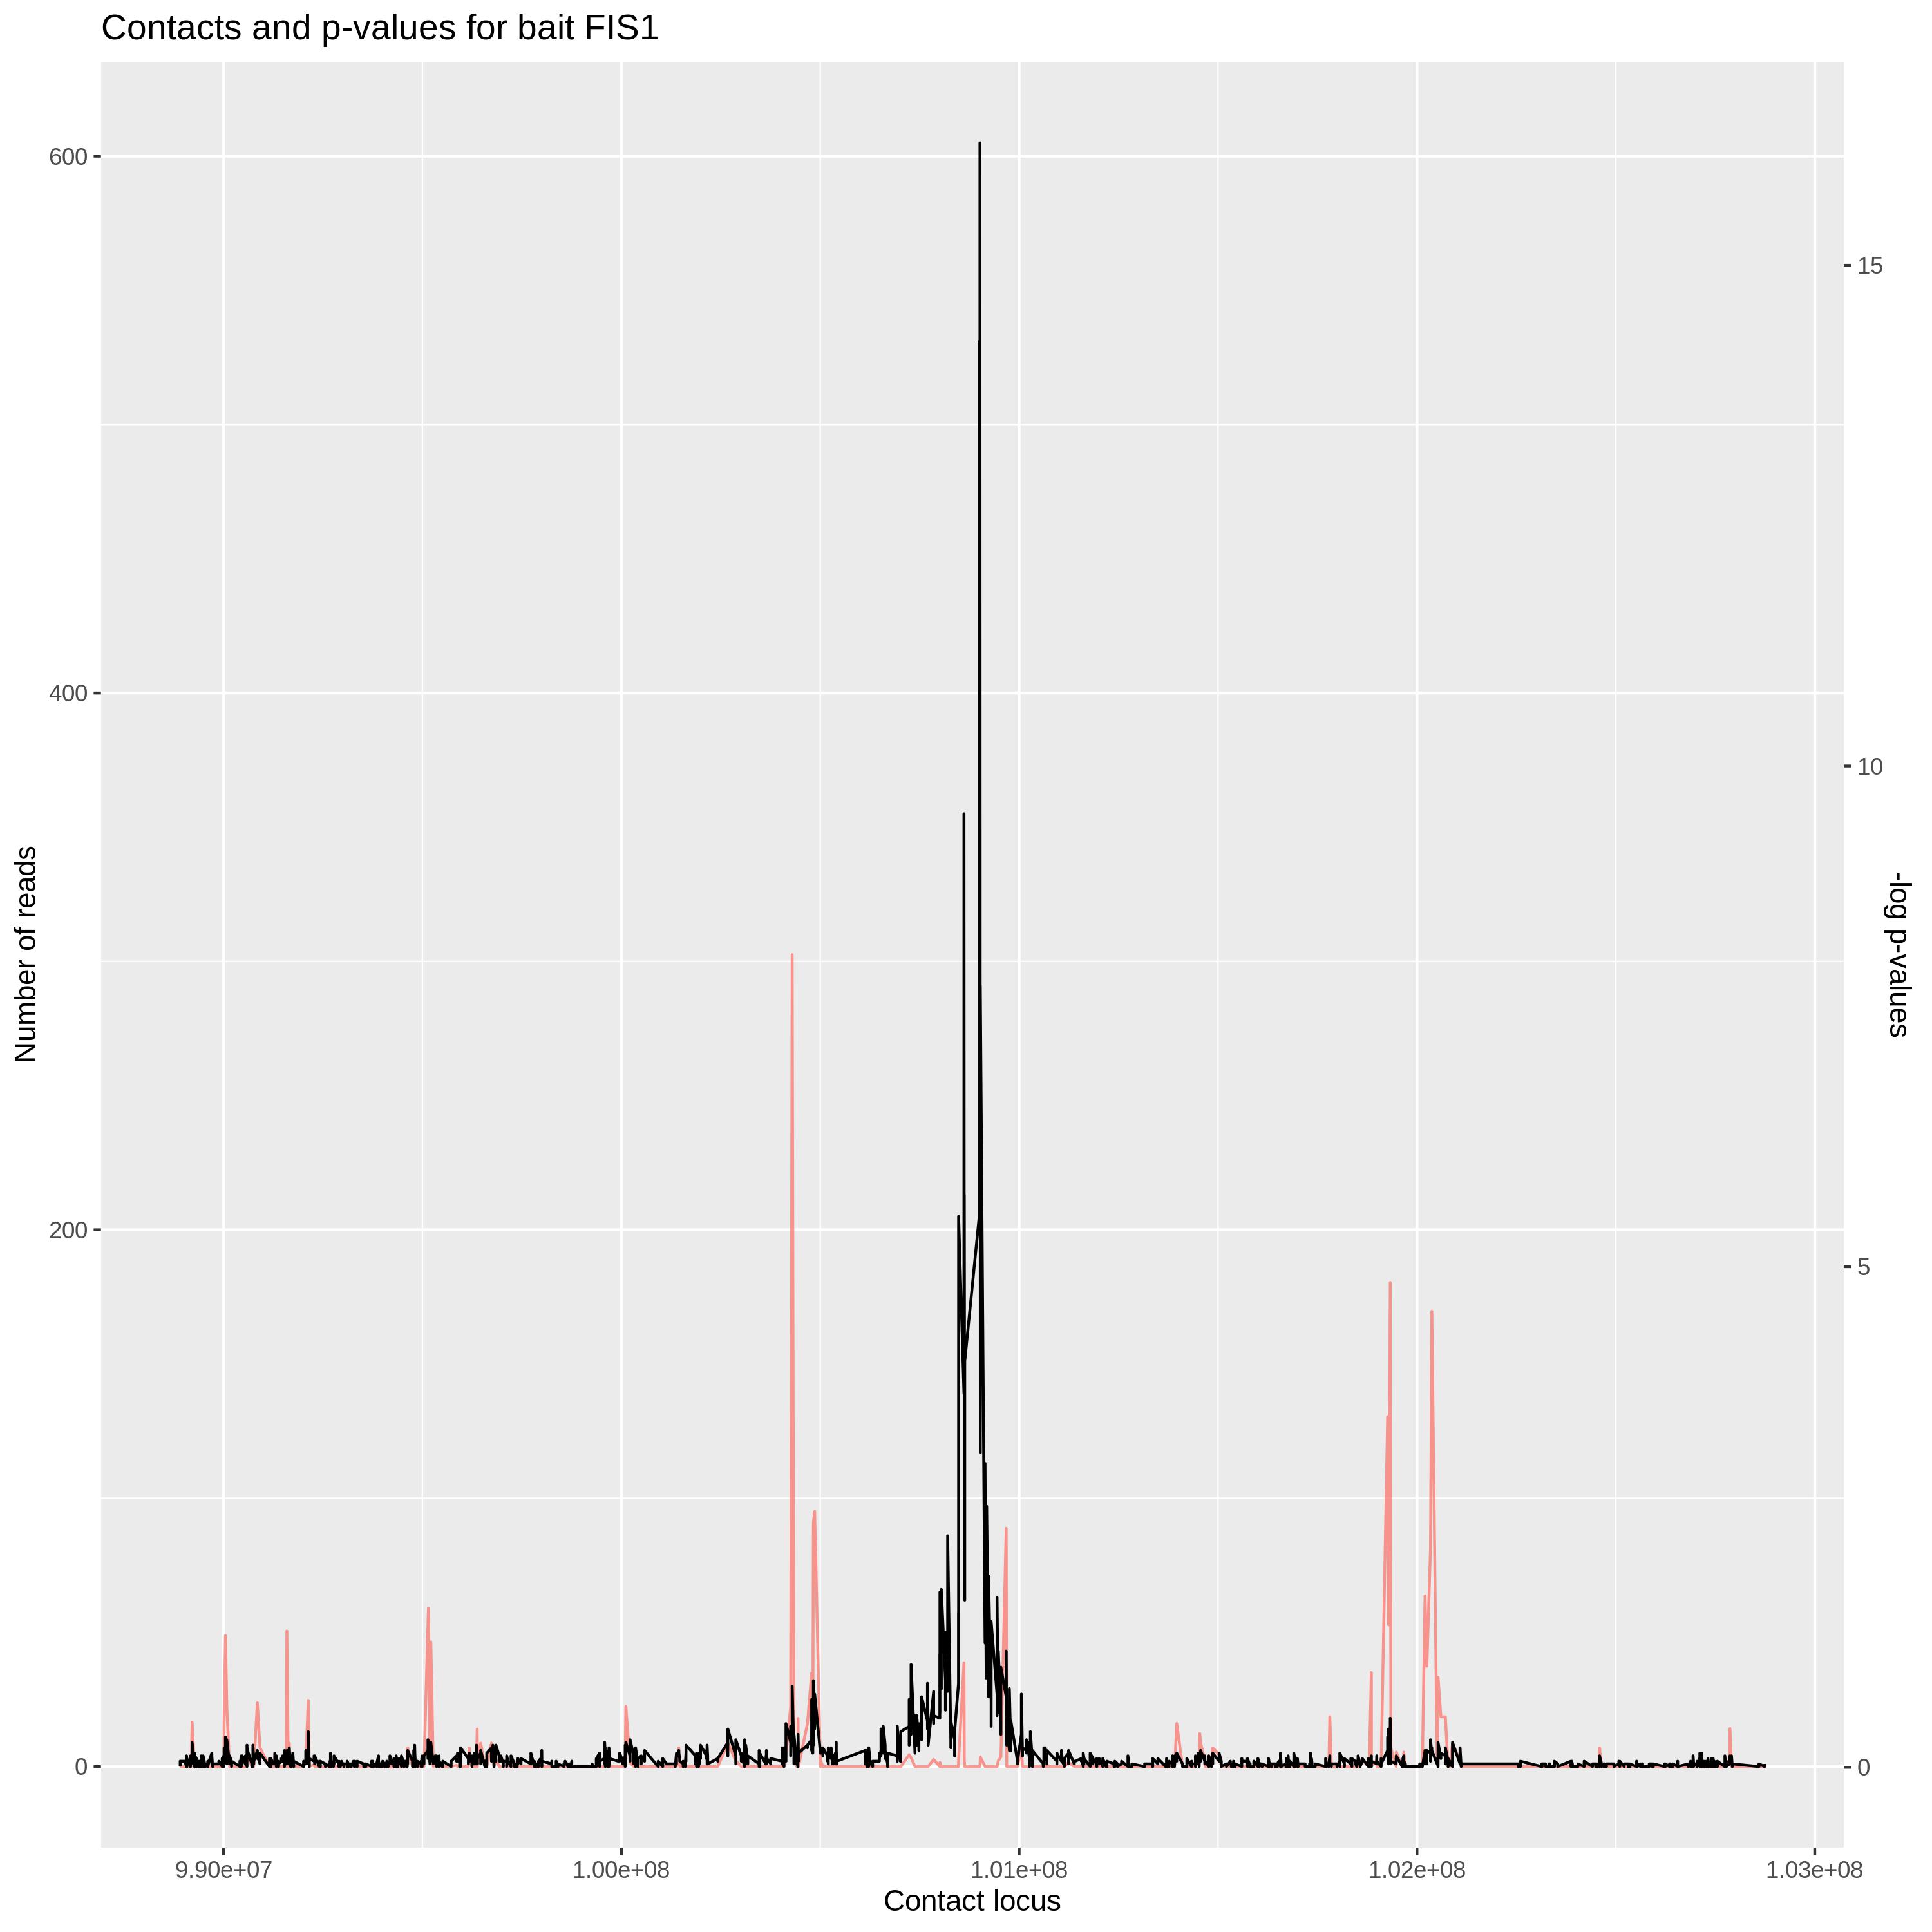 Contacts and p-values for bait FIS1
600
400
200
0
Number of reads
15
10
5
0
-log p-values
9.90e+07
1.00e+08
1.01e+08
1.02e+08
1.03e+08
Contact locus